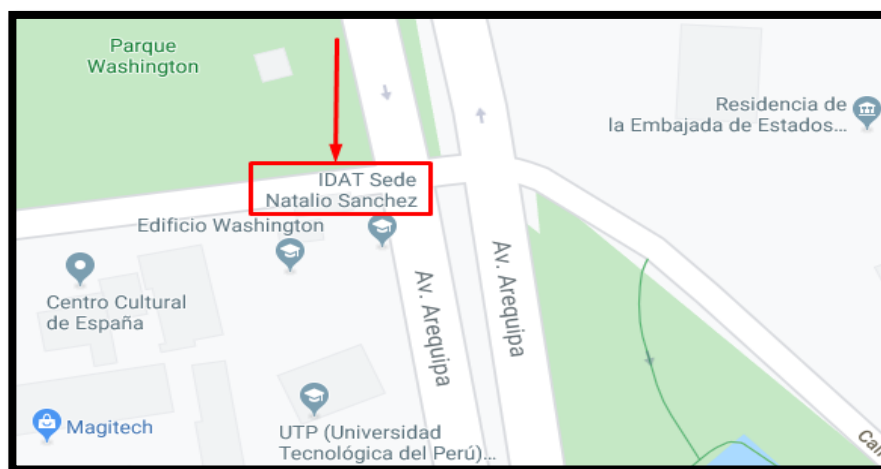 Parque
Washington
Residencia de
la Embajada de Estados...
IDAT Sede
Natalio Sanchez
Edificio Washington
Centro Cultural
de España
Av. Arequipa
Av. Arequipa
Magitech
UTP (Universidad
Tecnológica del Perú)...